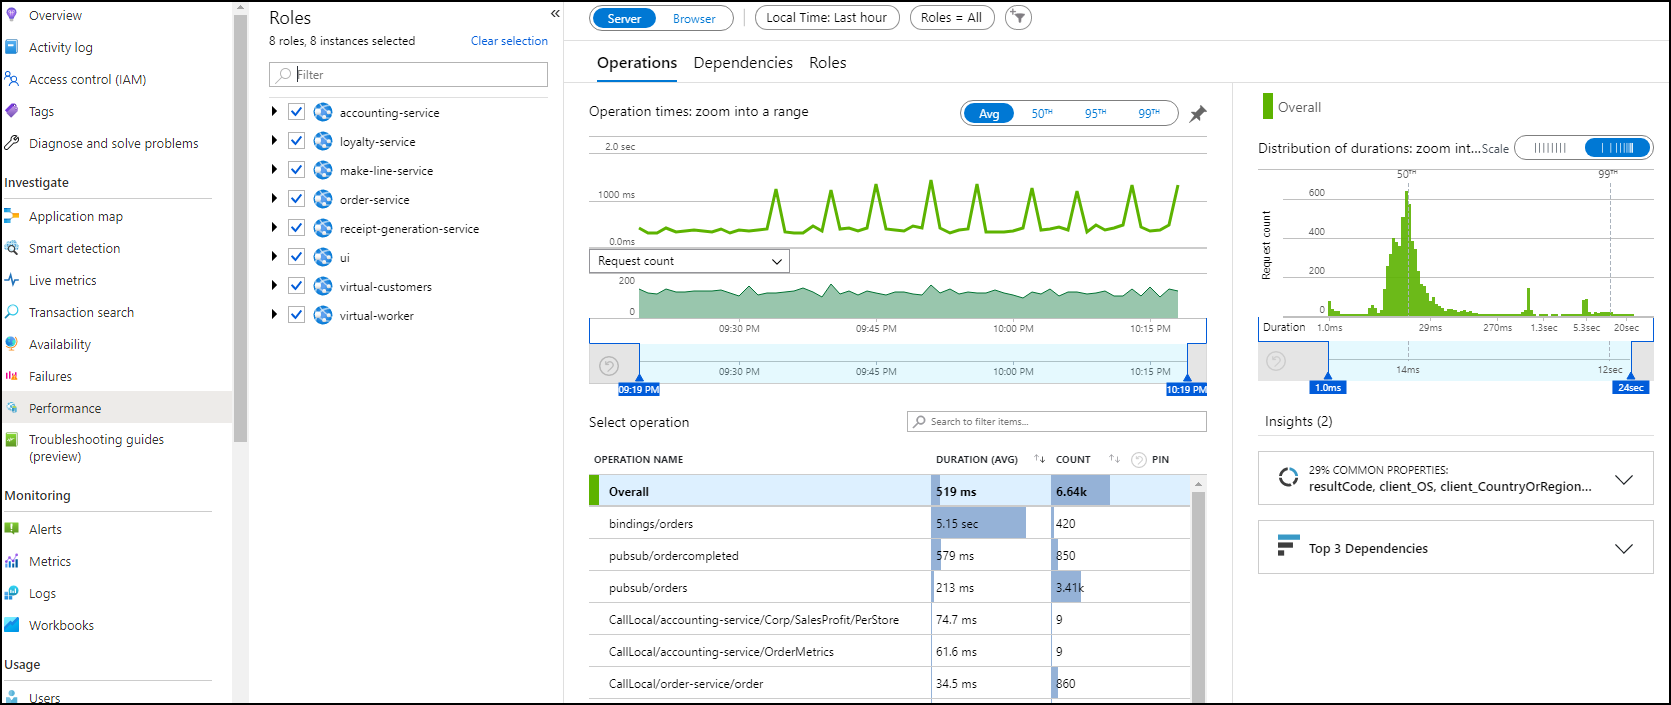 Overview
Activity log
Access control (IAM)
Tags
Diagnose and solve problems
Investigate
Application map
Smart detection
Live metrics
Transaction search
Availability
Failures
Performance
Troubleshooting guides
(preview)
Monitoring
Alerts
Metrics
Logs
Workbooks
Usage
Users
Roles
«
8 roles, 8 instances selected
Clear selection
Filter
accounting-service
loyalty-service
make-line-service
order-service
receipt-generation-service
ui
virtual-customers
virtual-worker
Server
Browser
Local Time: Last hour
Roles = All
Operations
Dependencies
Roles
Operation times: zoom into a range
Avg
50TH
95TH
99TH
2.0 sec
1000 ms
0.0ms
Request count
200
0
09:30 PM
09:45 PM
10:00 PM
10:15 PM
09:30 PM
09:45 PM
10:00 PM
10:15 PM
09:19 PM
10:19 PM
Select operation
Search to filter items...
OPERATION NAME
DURATION (AVG)
COUNT
PIN
Overall
519 ms
6.64k
bindings/orders
5.15 sec
420
pubsub/ordercompleted
579 ms
850
pubsub/orders
213 ms
3.41k
CallLocal/accounting-service/Corp/SalesProfit/PerStore
74.7 ms
9
CallLocal/accounting-service/OrderMetrics
61.6 ms
9
CallLocal/order-service/order
34.5 ms
860
Overall
Distribution of durations: zoom int...
Scale
50TH
99TH
Request count
600
400
200
0
Duration
1.0ms
29ms
270ms
1.3sec
5.3sec
20sec
14ms
12sec
1.0ms
24sec
Insights (2)
29% COMMON PROPERTIES:
resultCode, client_OS, client_CountryOrRegion...
Top 3 Dependencies